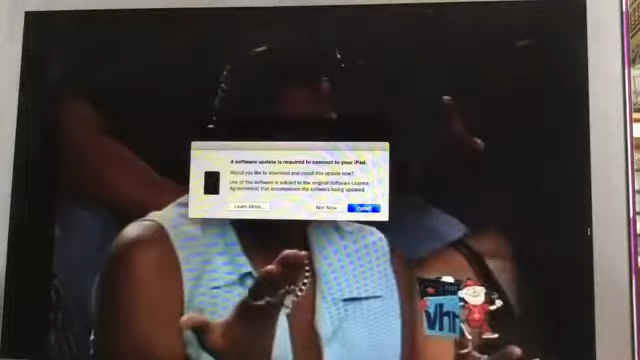 A software update is required to connect to your iPad.
Would you like to download and install this update now?
Use of this software is subject to the original Software License
Agreement(s) that accompanied the software being updated.
Learn More...
Not Now
Install
vh1